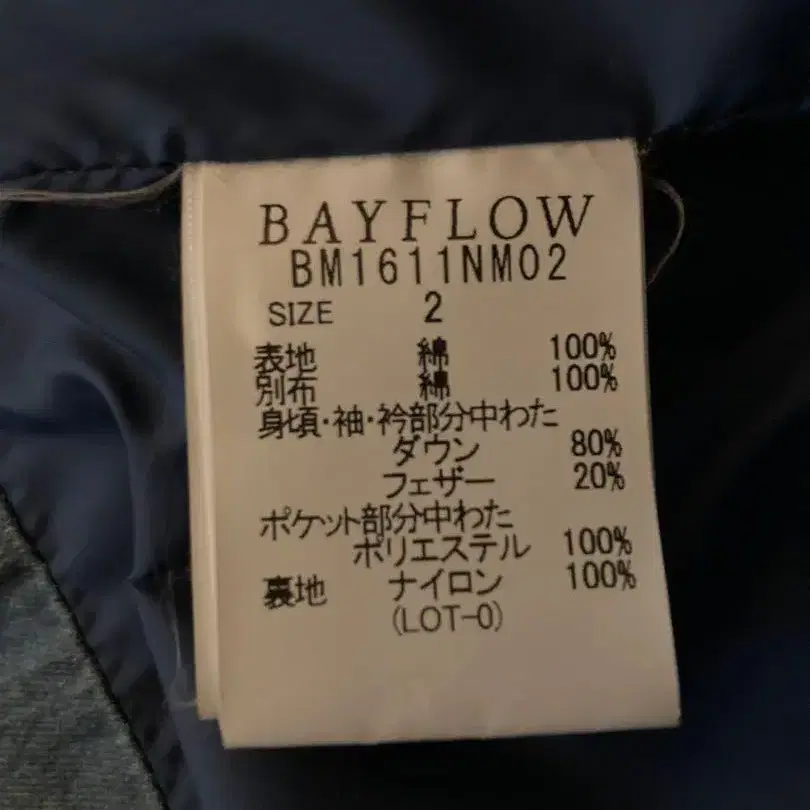 BAYFLOW
BM1611NM02
SIZE 2
表地 綿 100%
別布 綿 100%
身頃・袖・衿部分中わた
ダウン 80%
フェザー 20%
ポケット部分中わた
ポリエステル 100%
裏地 ナイロン 100%
(LOT-0)